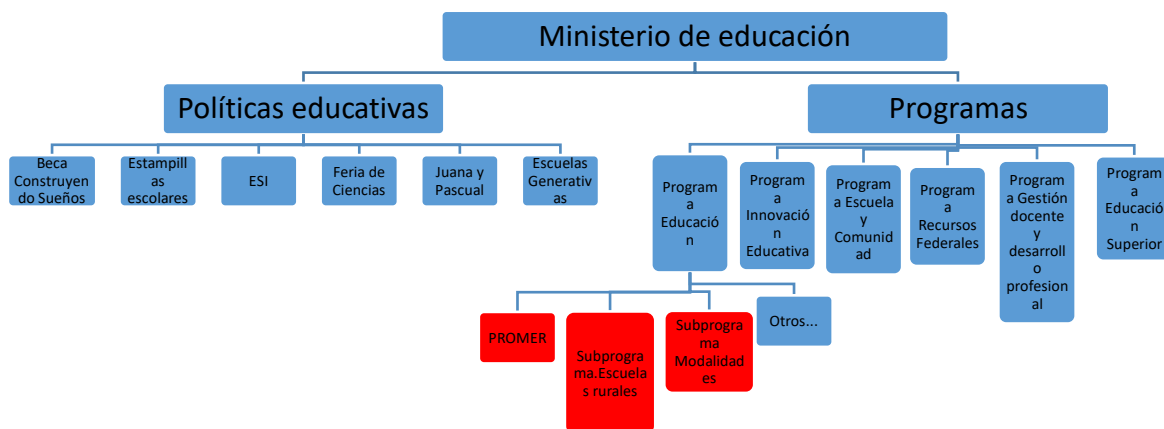 Ministerio de educación
Políticas educativas
Programas
Beca
Construyen
do Sueños
Estampill
as
escolares
ESI
Feria de
Ciencias
Juana y
Pascual
Escuelas
Generativ
as
Program
a
Educació
n
Program
a
Innovació
n
Educativa
Program
a Escuela
y
Comunid
ad
Program
a
Recursos
Federales
Program
a Gestión
docente
y
desarroll
o
profesion
al
Program
a
Educació
n
Superior
PROMER
Subprogra
ma.Escuela
s rurales
Subprogra
ma
Modalidad
es
Otros...